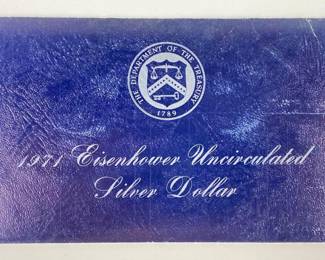 THE DEPARTMENT OF THE TREASURY
1789
1971 Eisenhower Uncirculated
Silver Dollar